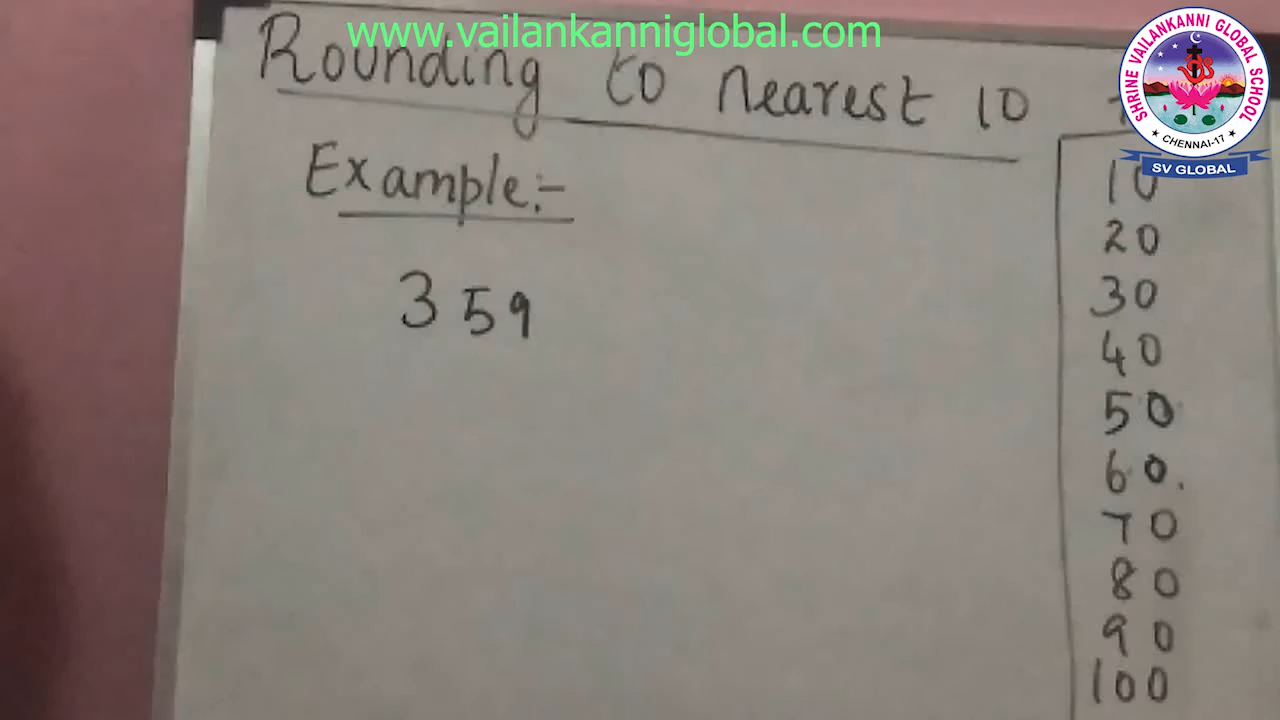 www.vailankanniglobal.com
Rounding to nearest 10
Example:-
359
10
20
30
40
50
60.
70
80
90
100
SHRINE VAILANKANNI GLOBAL SCHOOL
★ CHENNAI-17 ★
SV GLOBAL